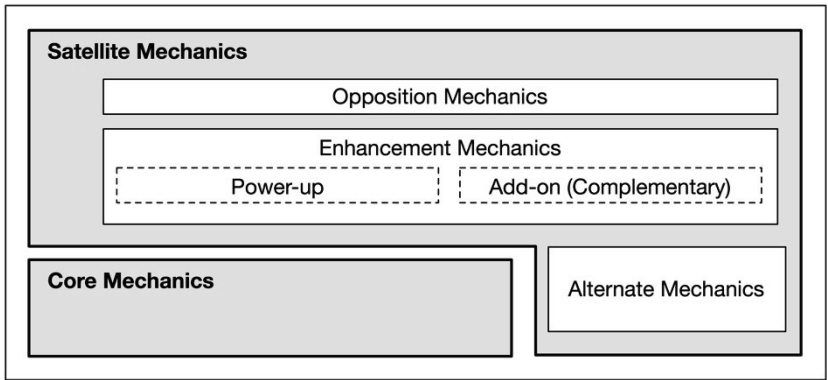 Satellite Mechanics
Opposition Mechanics
Enhancement Mechanics
Power-up
Add-on (Complementary)
Core Mechanics
Alternate Mechanics